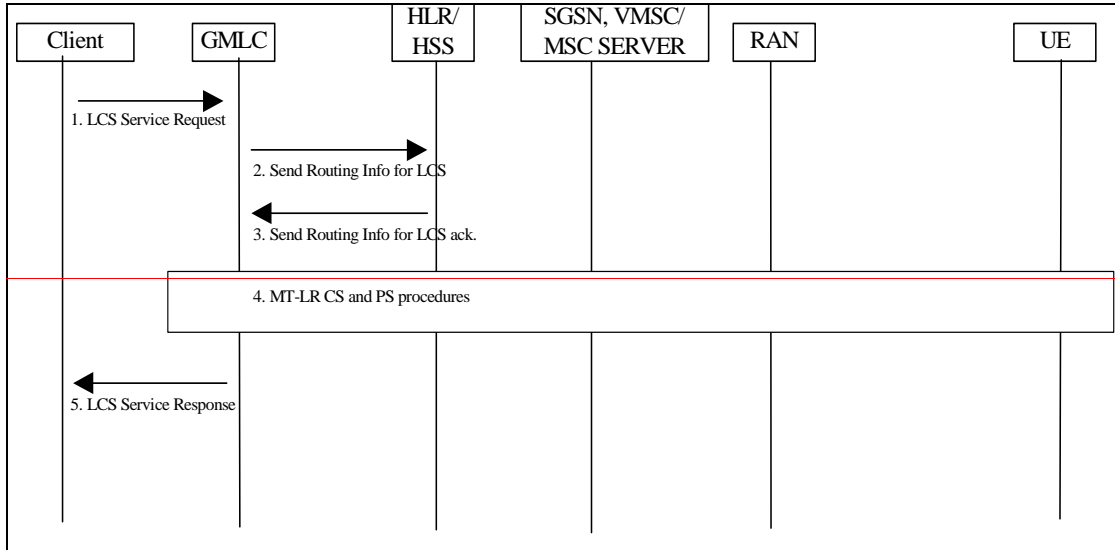 Client
GMLC
HLR/
HSS
SGSN, VMSC/
MSC SERVER
RAN
UE
1. LCS Service Request
2. Send Routing Info for LCS
3. Send Routing Info for LCS ack.
4. MT-LR CS and PS procedures
5. LCS Service Response